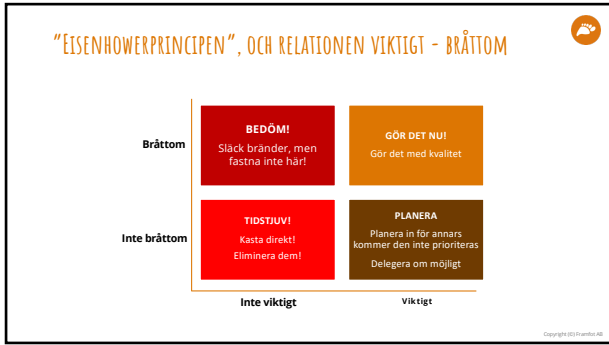 "EISENHOWERPRINCIPEN", OCH RELATIONEN VIKTIGT - BRÅTTOM
Bråttom
BEDÖM!
Släck bränder, men
fastna inte här!
GÖR DET NU!
Gör det med kvalitet
Inte bråttom
TIDSTJUV!
Kasta direkt!
Eliminera dem!
PLANERA
Planera in för annars
kommer den inte prioriteras
Delegera om möjligt
Inte viktigt
Viktigt
Copyright (©) Framfot AB